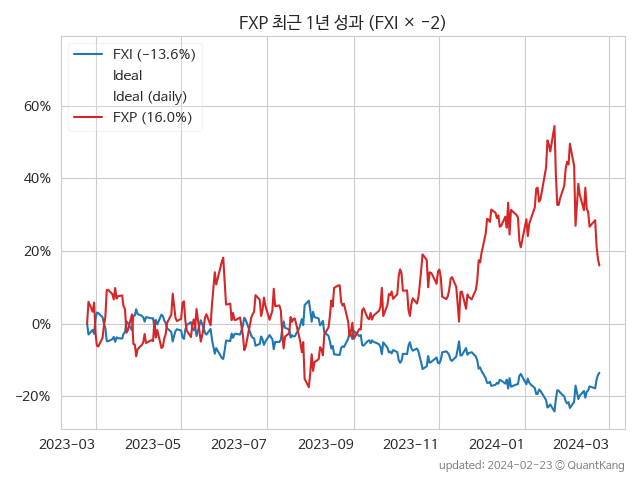 FXP 최근 1년 성과 (FXI × −2)
FXI (−13.6%)
Ideal
Ideal (daily)
FXP (16.0%)
60%
40%
20%
0%
−20%
2023−03
2023−05
2023−07
2023−09
2023−11
2024−01
2024−03
updated: 2024−02−23 © QuantKang